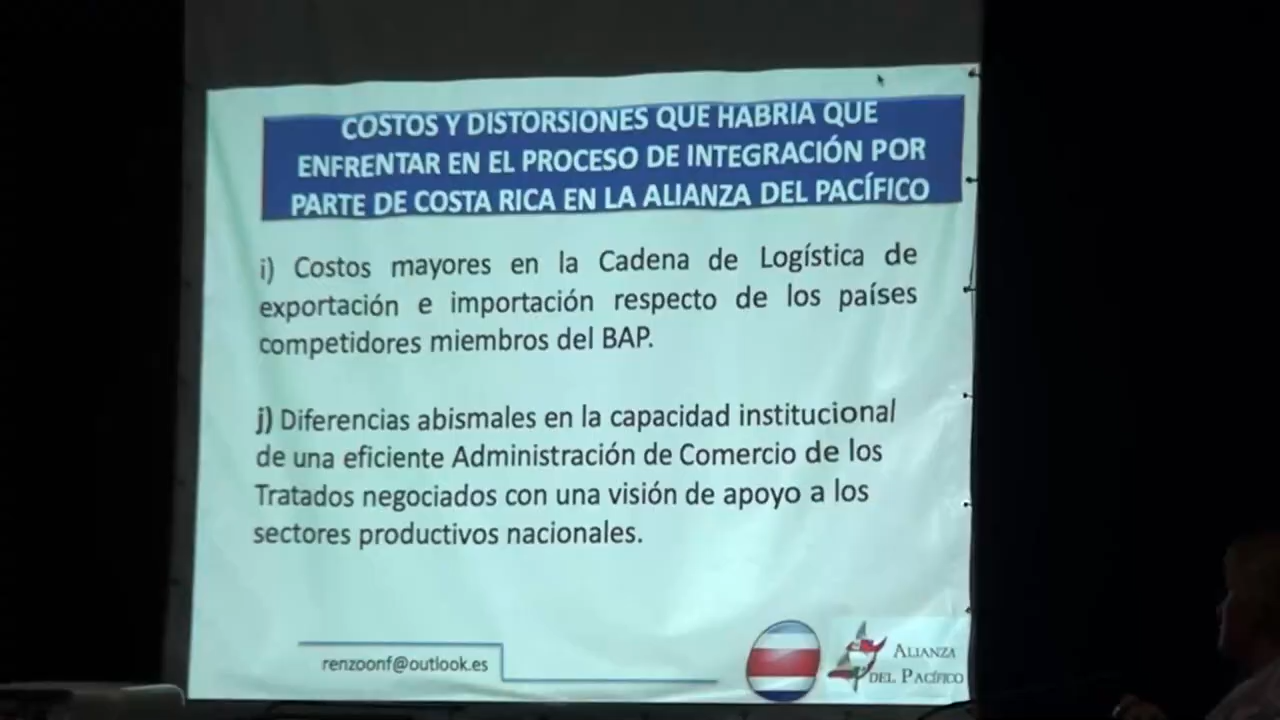 COSTOS Y DISTORSIONES QUE HABRIA QUE
ENFRENTAR EN EL PROCESO DE INTEGRACIÓN POR
PARTE DE COSTA RICA EN LA ALIANZA DEL PACÍFICO
i) Costos mayores en la Cadena de Logística de
exportación e importación respecto de los países
competidores miembros del BAP.
j) Diferencias abismales en la capacidad institucional
de una eficiente Administración de Comercio de los
Tratados negociados con una visión de apoyo a los
sectores productivos nacionales.
renzoonf@outlook.es
ALIANZA
DEL PACÍFICO